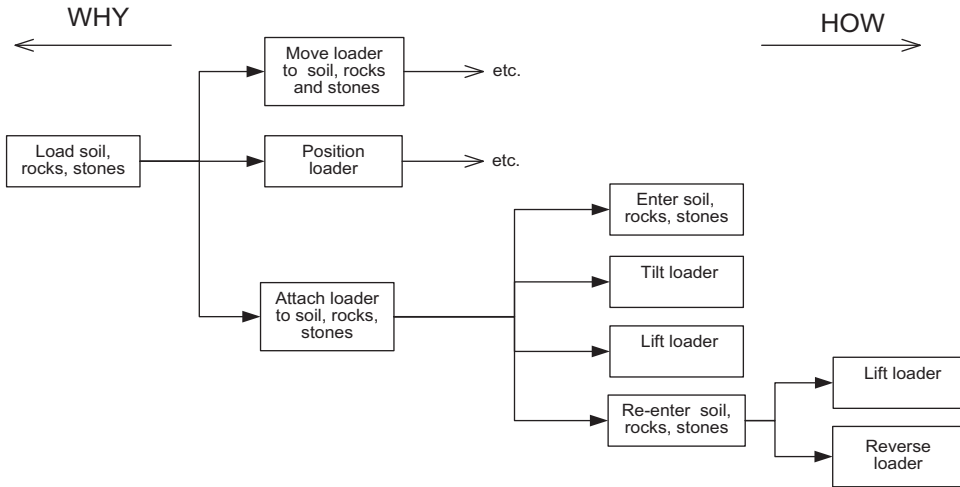 WHY
HOW
Move loader
to soil, rocks
and stones
etc.
Load soil,
rocks, stones
Position
loader
etc.
Enter soil,
rocks, stones
Tilt loader
Attach loader
to soil, rocks,
stones
Lift loader
Lift loader
Re-enter soil,
rocks, stones
Reverse
loader